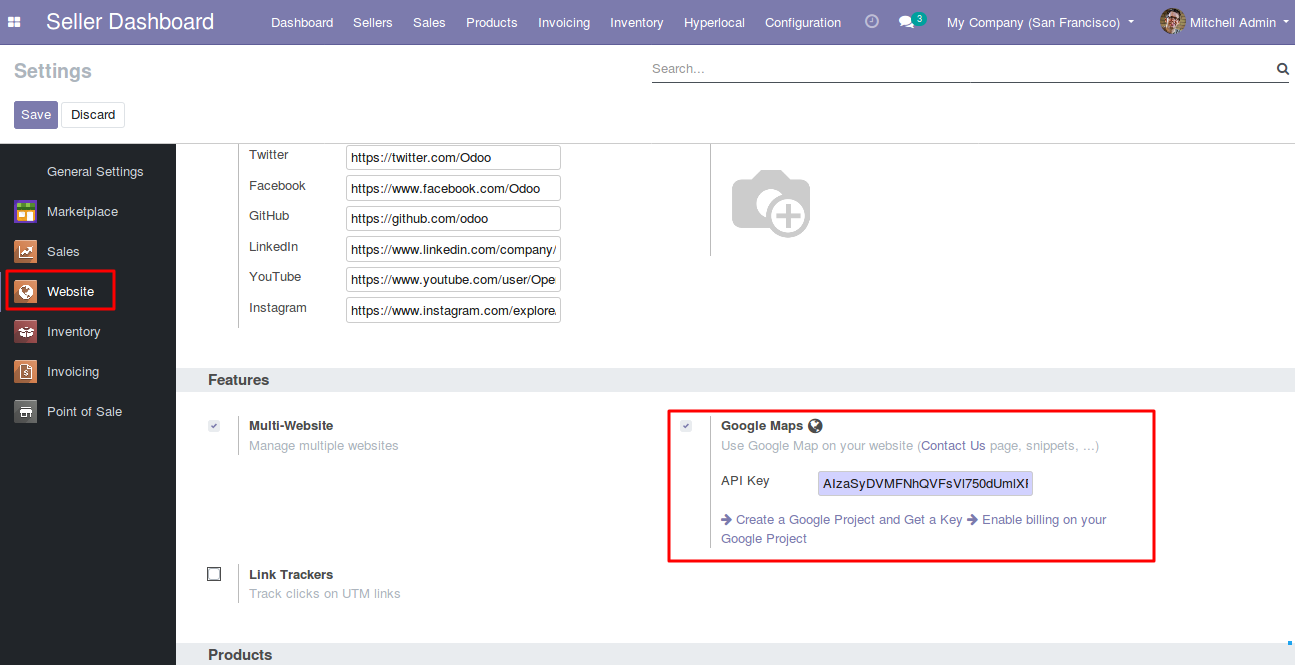 Seller Dashboard
Dashboard Sellers Sales Products Invoicing Inventory Hyperlocal Configuration 3 My Company (San Francisco) Mitchell Admin
Settings
Search...
Save Discard
General Settings
Marketplace
Sales
Website
Inventory
Invoicing
Point of Sale
Twitter https://twitter.com/Odoo
Facebook https://www.facebook.com/Odoo
GitHub https://github.com/odoo
LinkedIn https://www.linkedin.com/company/
YouTube https://www.youtube.com/user/Ope
Instagram https://www.instagram.com/explore
Features
Multi-Website
Manage multiple websites
Google Maps
Use Google Map on your website (Contact Us page, snippets, ...)
API Key
Create a Google Project and Get a Key Enable billing on your
Google Project
Link Trackers
Track clicks on UTM links
Products